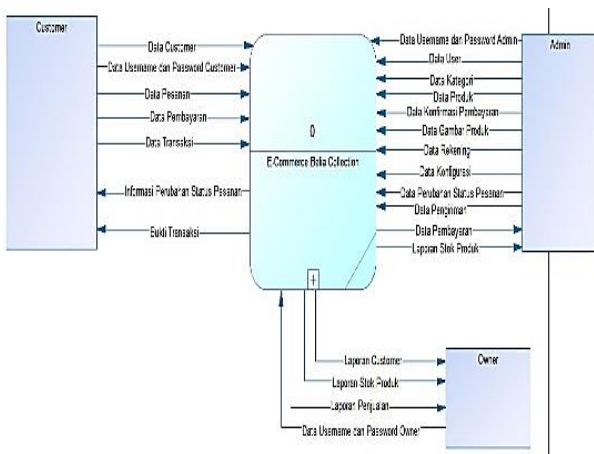 Customer
Data Customer
Data Username dan Password Customer
Data Pesanan
Data Pembayaran
Data Transaksi
Informasi Perubahan Status Pesanan
Bukti Transaksi
0
E-Commerce Balia Collection
+
Data Username dan Password Admin
Data User
Data Kategori
Data Produk
Data Konfirmasi Pembayaran
Data Gambar Produk
Data Rekening
Data Konfigurasi
Data Perubahan Status Pesanan
Data Pengiriman
Data Pembayaran
Laporan Stok Produk
Admin
Laporan Customer
Laporan Stok Produk
Laporan Penjualan
Data Username dan Password Owner
Owner